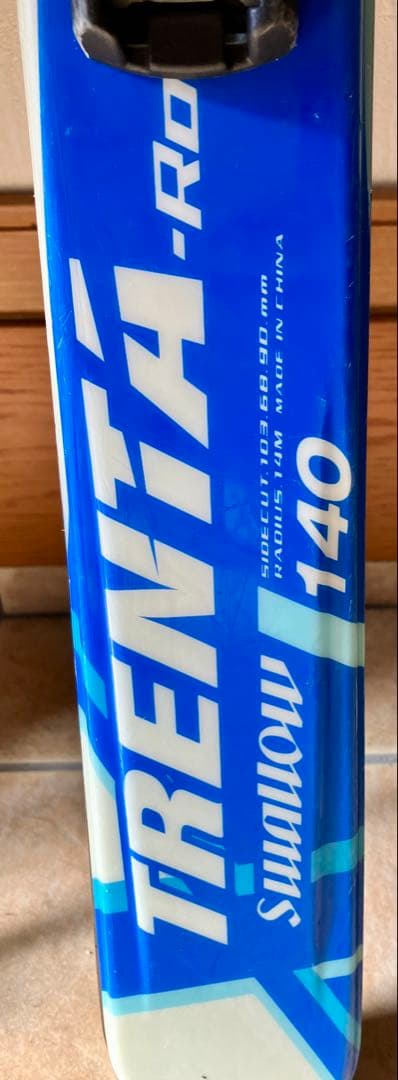 TRENTA-RO
SIDECUT.103.68.90.mm
RADIUS.14M MADE IN CHINA
Swallow 140